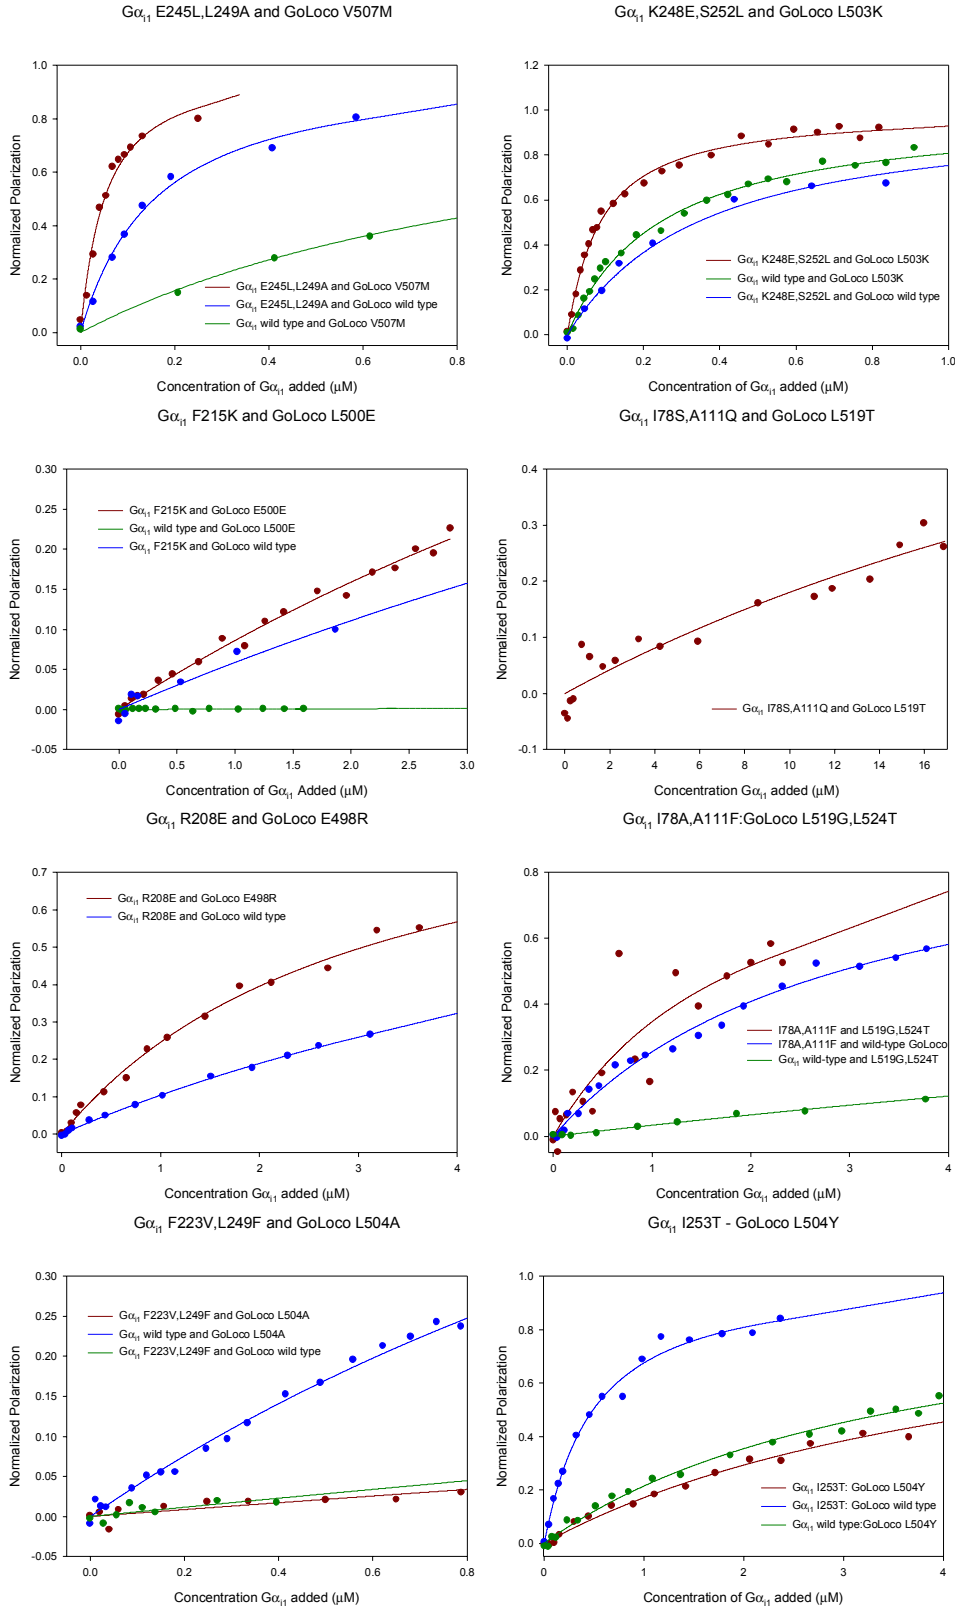 Gαi1 E245L,L249A and GoLoco V507M
Normalized Polarization
1.0
0.8
0.6
0.4
0.2
0.0
Gαi1 E245L,L249A and GoLoco V507M
Gαi1 E245L,L249A and GoLoco wild type
Gαi1 wild type and GoLoco V507M
0.0 0.2 0.4 0.6 0.8
Concentration of Gαi1 added (μM)
Gαi1 K248E,S252L and GoLoco L503K
Normalized Polarization
1.2
1.0
0.8
0.6
0.4
0.2
0.0
Gαi1 K248E,S252L and GoLoco L503K
Gαi1 wild type and GoLoco L503K
Gαi1 K248E,S252L and GoLoco wild type
0.0 0.2 0.4 0.6 0.8 1.0
Concentration of Gαi1 added (μM)
Gαi1 F215K and GoLoco L500E
Normalized Polarization
0.30
0.25
0.20
0.15
0.10
0.05
0.00
-0.05
Gαi1 F215K and GoLoco E500E
Gαi1 wild type and GoLoco L500E
Gαi1 F215K and GoLoco wild type
0.0 0.5 1.0 1.5 2.0 2.5 3.0
Concentration of Gαi1 Added (μM)
Gαi1 I78S,A111Q and GoLoco L519T
Normalized Polarization
0.4
0.3
0.2
0.1
0.0
-0.1
Gαi1 I78S,A111Q and GoLoco L519T
0 2 4 6 8 10 12 14 16
Concentration Gαi1 added (μM)
Gαi1 R208E and GoLoco E498R
Normalized Polarization
0.7
0.6
0.5
0.4
0.3
0.2
0.1
0.0
Gαi1 R208E and GoLoco E498R
Gαi1 R208E and GoLoco wild type
0 1 2 3 4
Concentration Gαi1 added (μM)
Gαi1 I78A,A111F:GoLoco L519G,L524T
Normalized Polarization
0.8
0.6
0.4
0.2
0.0
I78A,A111F and L519G,L524T
I78A,A111F and wild-type GoLoco
Gαi1 wild-type and L519G,L524T
0 1 2 3 4
Concentration Gαi1 added (μM)
Gαi1 F223V,L249F and GoLoco L504A
Normalized Polarization
0.30
0.25
0.20
0.15
0.10
0.05
0.00
-0.05
Gαi1 F223V,L249F and GoLoco L504A
Gαi1 wild type and GoLoco L504A
Gαi1 F223V,L249F and GoLoco wild type
0.0 0.2 0.4 0.6 0.8
Concentration Gαi1 added (μM)
Gαi1 I253T - GoLoco L504Y
Normalized Polarization
1.0
0.8
0.6
0.4
0.2
0.0
Gαi1 I253T: GoLoco L504Y
Gαi1 I253T: GoLoco wild type
Gαi1 wild type:GoLoco L504Y
0 1 2 3 4
Concentration of Gαi1 added (μM)